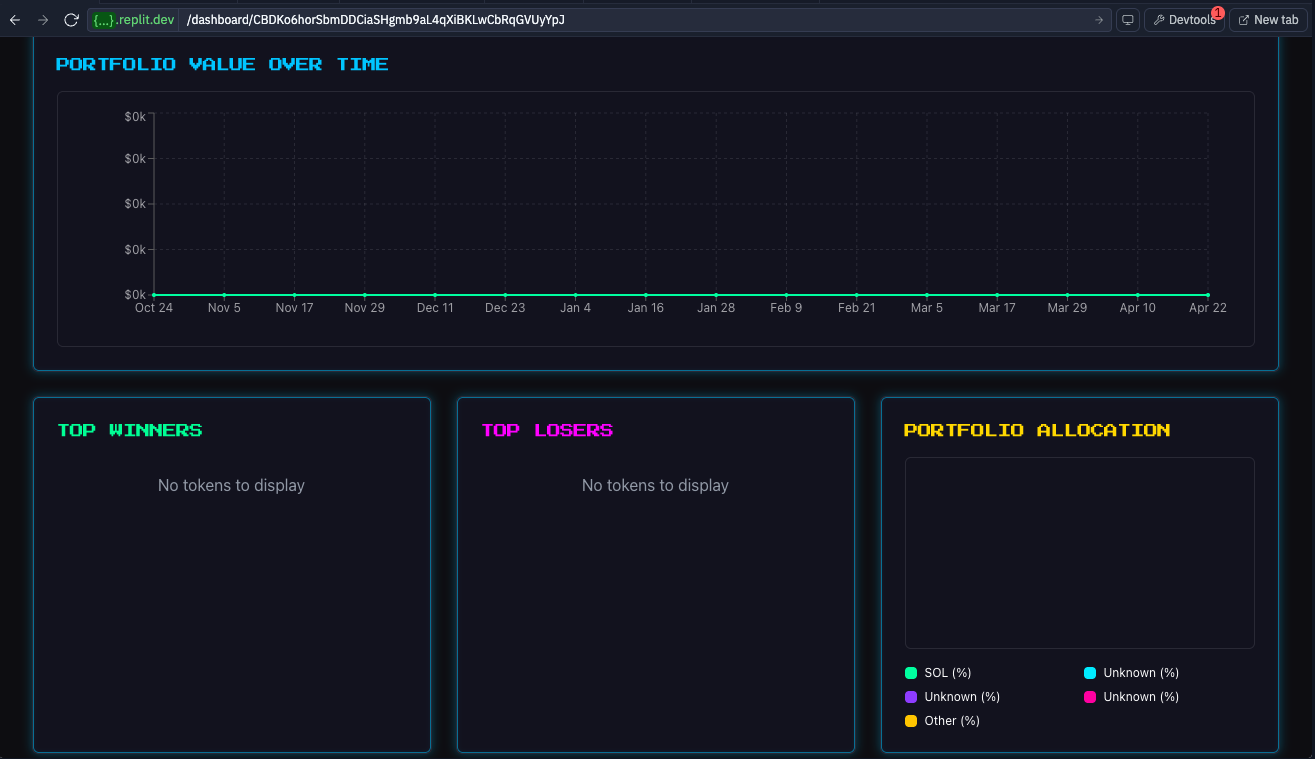 {...}.replit.dev /dashboard/CBDKo6horSbmDDCiaSHgmb9aL4qXiBKLwCbRqGVUyYpJ Devtools 1 New tab
PORTFOLIO VALUE OVER TIME
$0k
$0k
$0k
$0k
$0k
Oct 24 Nov 5 Nov 17 Nov 29 Dec 11 Dec 23 Jan 4 Jan 16 Jan 28 Feb 9 Feb 21 Mar 5 Mar 17 Mar 29 Apr 10 Apr 22
TOP WINNERS
No tokens to display
TOP LOSERS
No tokens to display
PORTFOLIO ALLOCATION
SOL (%) Unknown (%)
Unknown (%) Unknown (%)
Other (%)